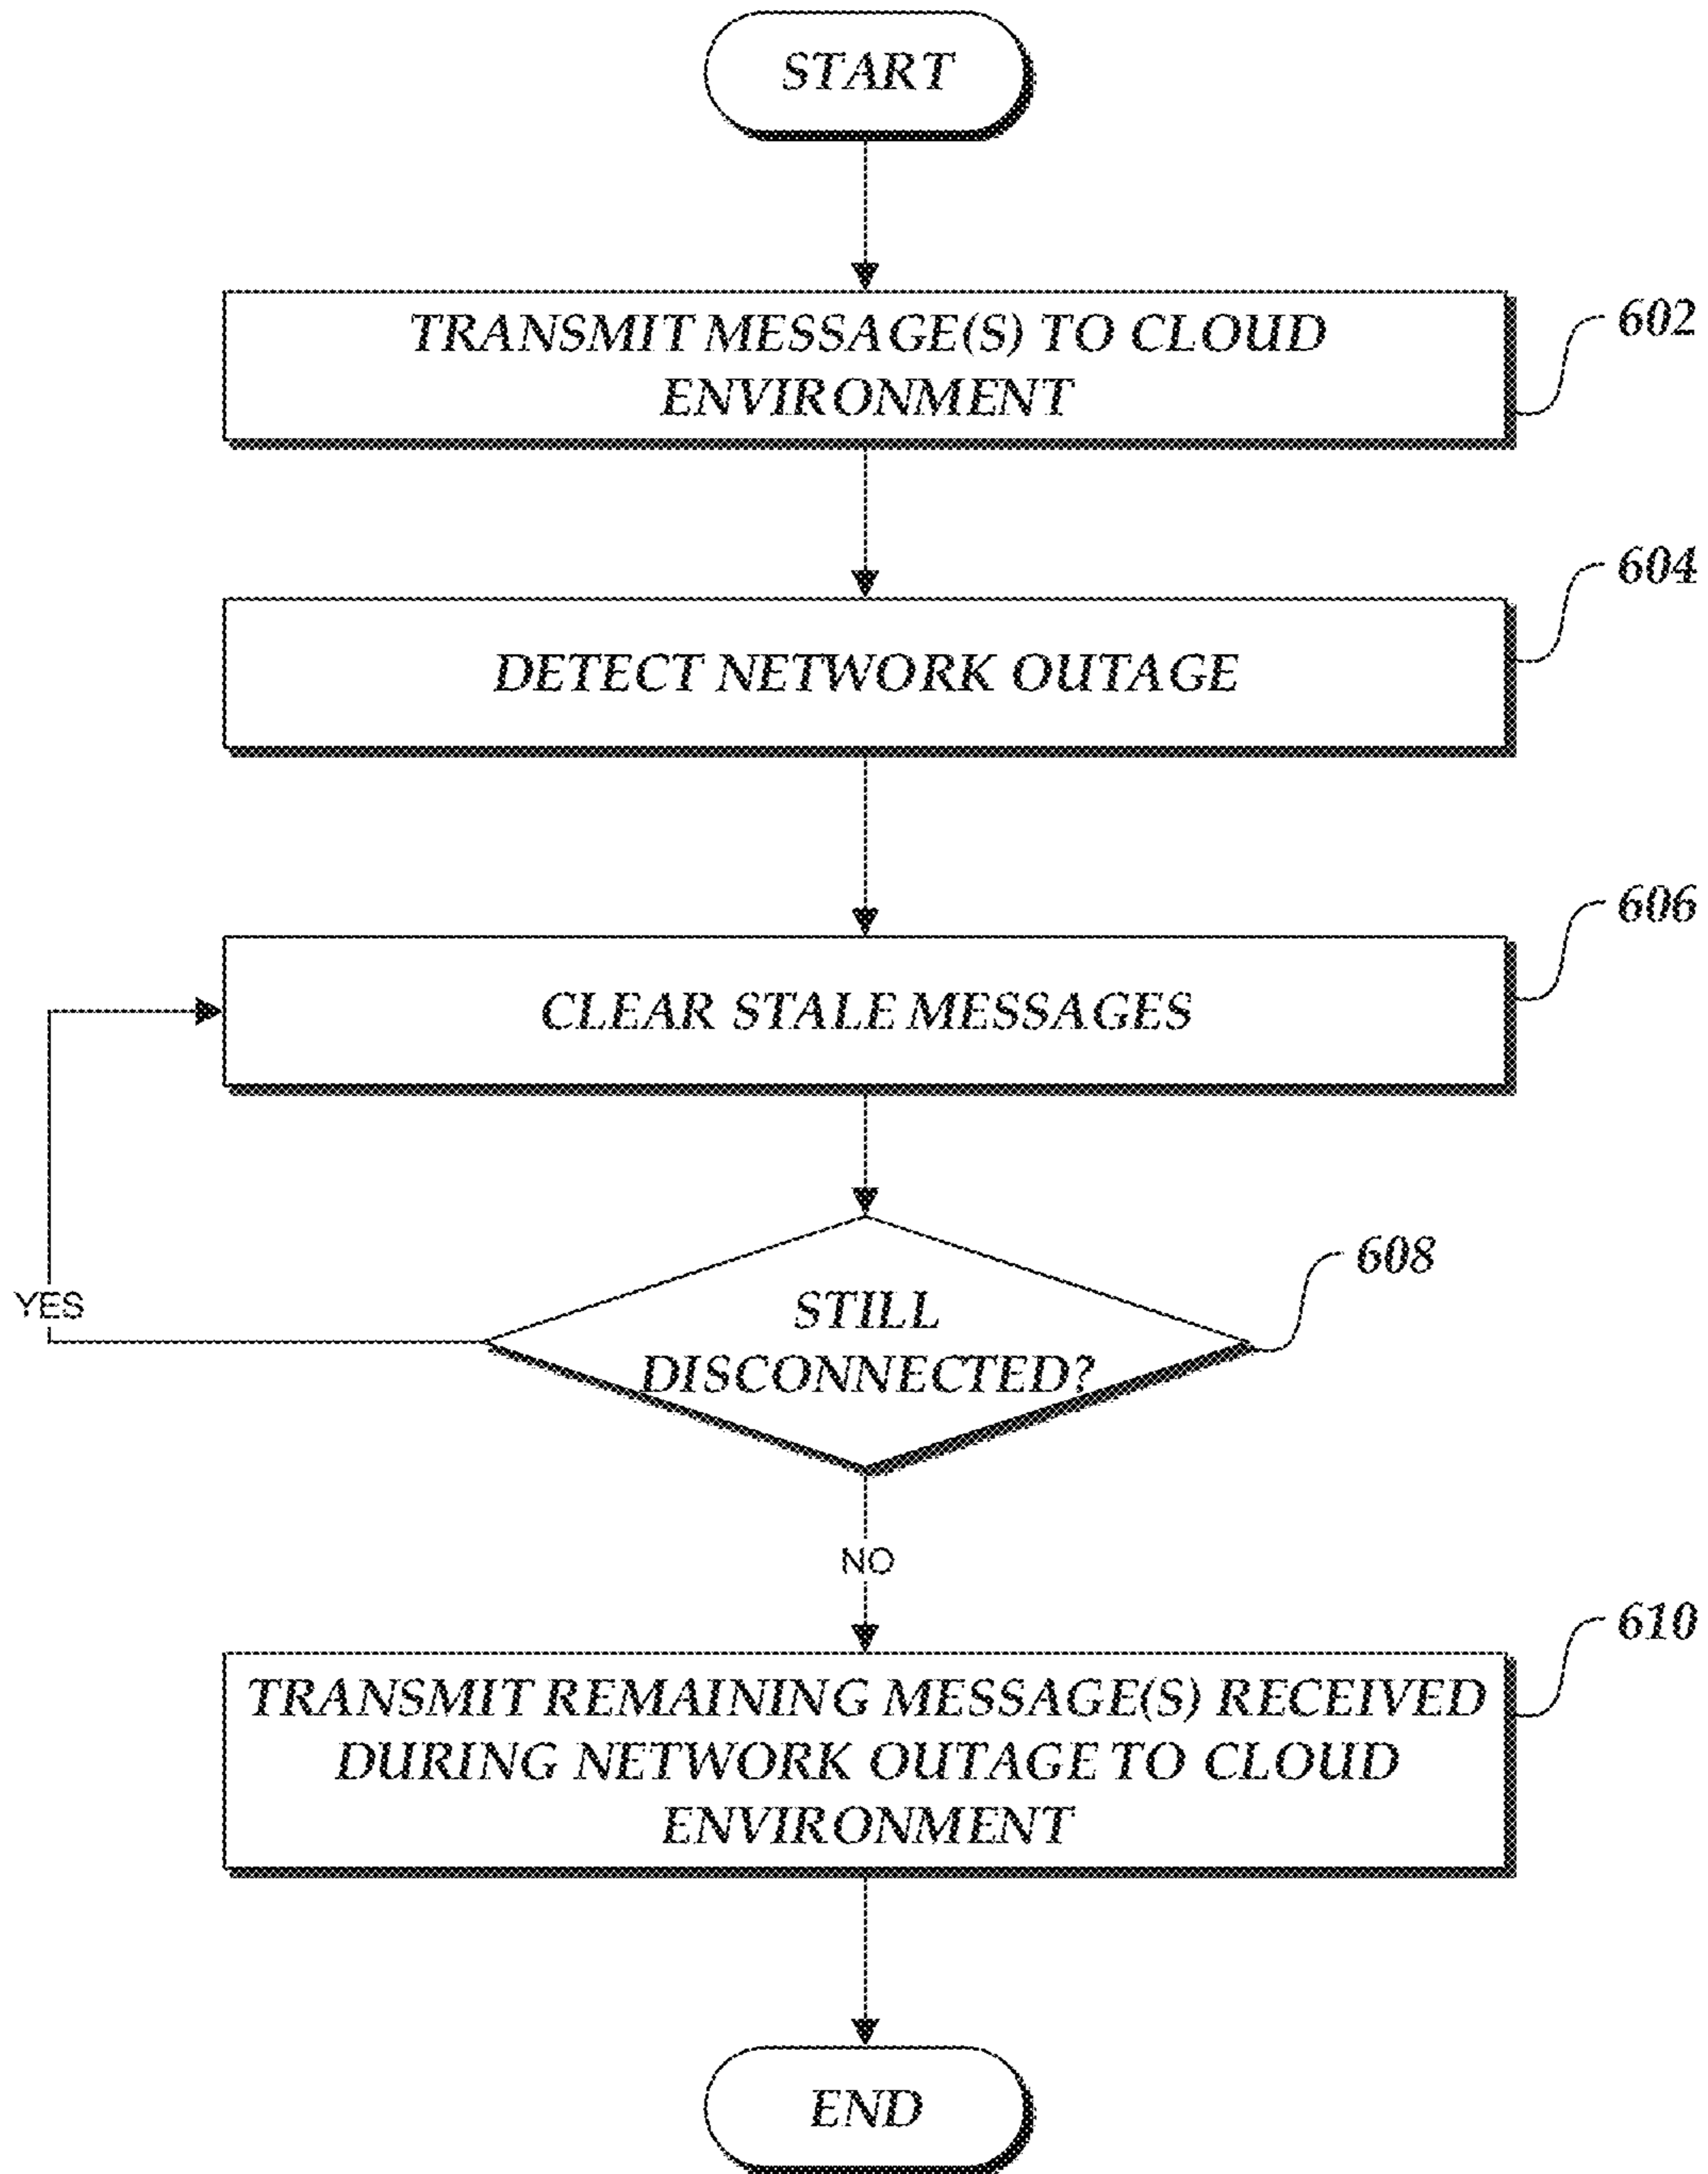 START
TRANSMIT MESSAGE(S) TO CLOUD
ENVIRONMENT
602
DETECT NETWORK OUTAGE
604
CLEAR STALE MESSAGES
606
STILL
DISCONNECTED?
608
YES
NO
TRANSMIT REMAINING MESSAGE(S) RECEIVED
DURING NETWORK OUTAGE TO CLOUD
ENVIRONMENT
610
END